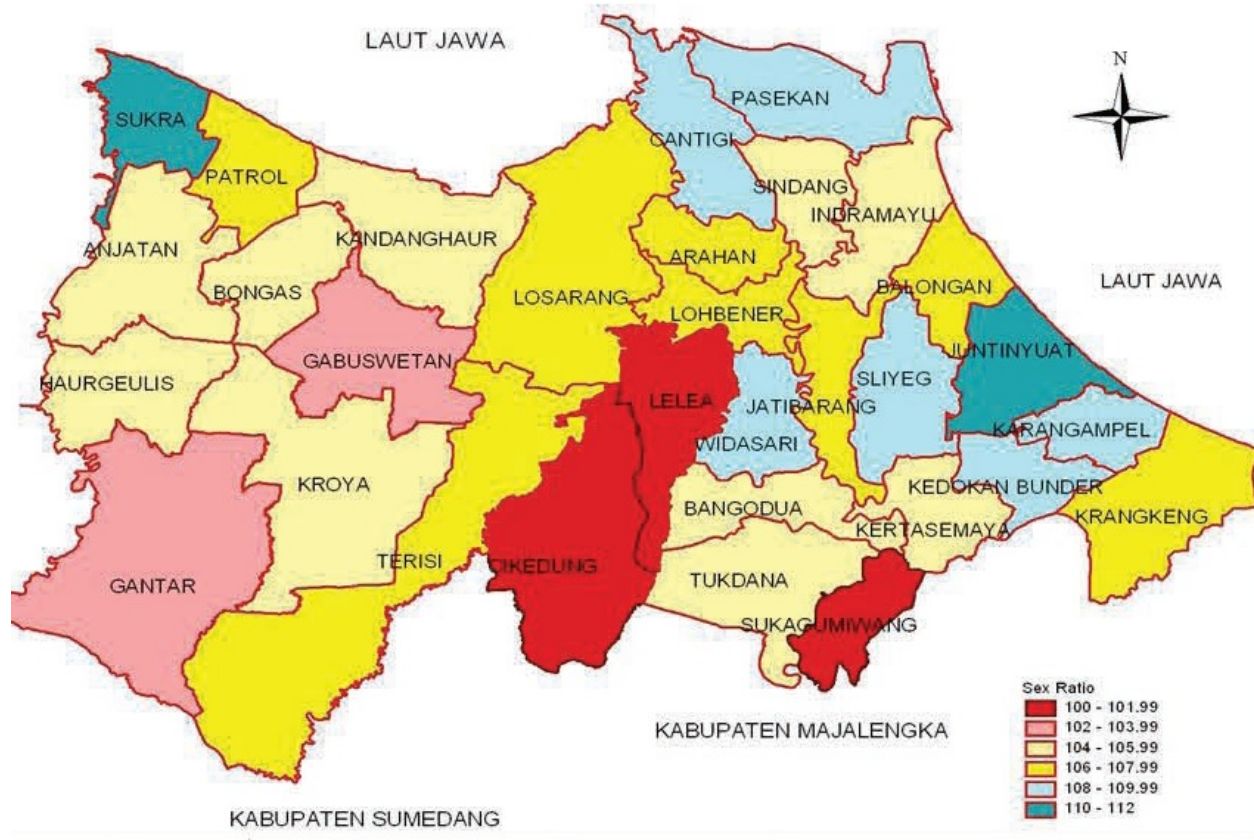 LAUT JAWA
N
PASEKAN
SUKRA
CANTIGI
PATROL
SINDANG
INDRAMAYU
KANDANGHAUR
ANJATAN
ARAHAN
BONGAS
LOSARANG
BALONGAN
LAUT JAWA
LOHBENER
JUNTINYUAT
GABUSWETAN
HAURGEULIS
SLIYEG
LELEA
JATIBARANG
KARANGAMPEL
WIDASARI
KROYA
KEDOKAN BUNDER
BANGODUA
KRANGKENG
KERTASEMAYA
TERISI
CIKEDUNG
GANTAR
TUKDANA
SUKAGUMIWANG
Sex Ratio
100 - 101.99
102 - 103.99
104 - 105.99
106 - 107.99
108 - 109.99
110 - 112
KABUPATEN MAJALENGKA
KABUPATEN SUMEDANG